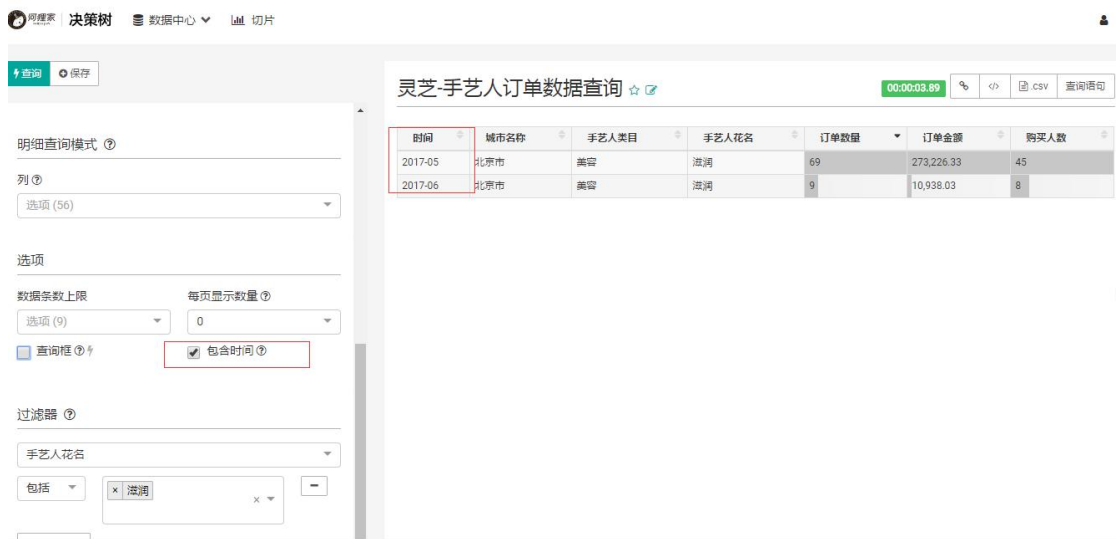 河狸家 决策树 数据中心 切片
查询 保存
灵芝-手艺人订单数据查询
00:00:03.89 </> .csv 查询语句
明细查询模式
列
选项 (56)
选项
数据条数上限 每页显示数量
选项 (9) 0
查询框 包含时间
过滤器
手艺人花名
包括 × 滋润 ×
时间 城市名称 手艺人类目 手艺人花名 订单数量 订单金额 购买人数
2017-05 北京市 美容 滋润 69 273,226.33 45
2017-06 北京市 美容 滋润 9 10,938.03 8